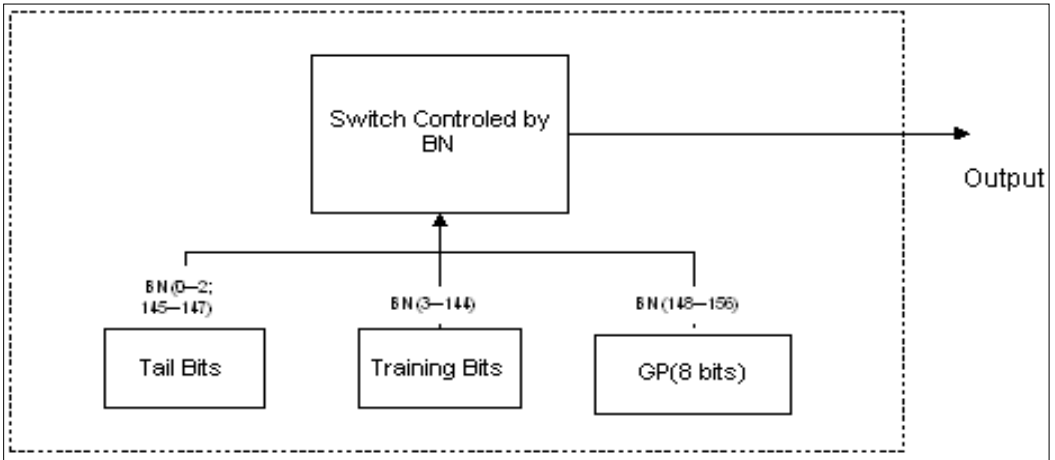 Switch Controled by
BN
Output
BN(0–2;
145–147)
BN(3–144)
BN(148–156)
Tail Bits
Training Bits
GP(8 bits)